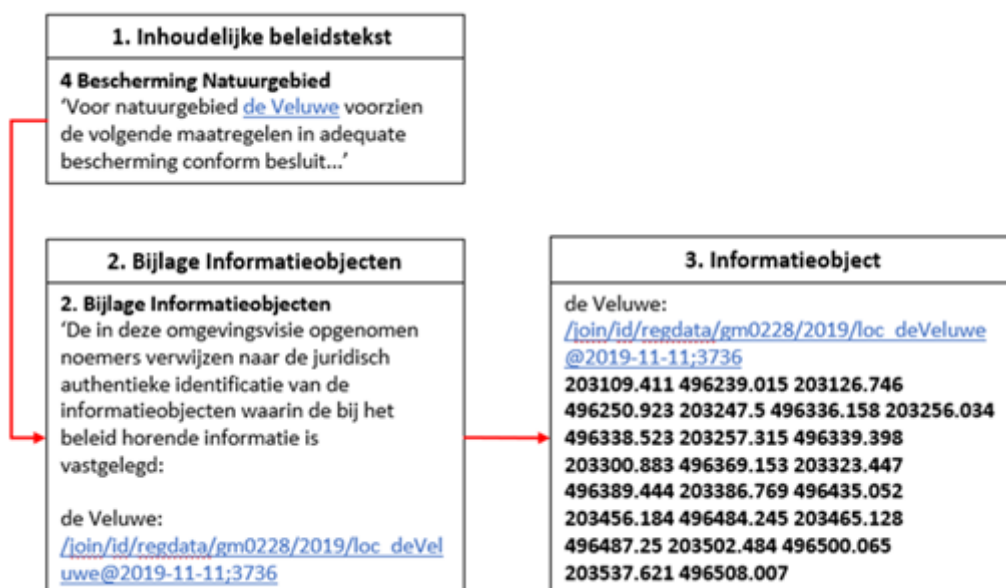 1. Inhoudelijke beleidstekst
4 Bescherming Natuurgebied
‘Voor natuurgebied de Veluwe voorzien
de volgende maatregelen in adequate
bescherming conform besluit...’
2. Bijlage Informatieobjecten
2. Bijlage Informatieobjecten
‘De in deze omgevingsvisie opgenomen
noemers verwijzen naar de juridisch
authentieke identificatie van de
informatieobjecten waarin de bij het
beleid horende informatie is
vastgelegd:
de Veluwe:
/join/id/regdata/gm0228/2019/loc_deVel
uwe@2019-11-11;3736
3. Informatieobject
de Veluwe:
/join/id/regdata/gm0228/2019/loc_deVeluwe
@2019-11-11;3736
203109.411 496239.015 203126.746
496250.923 203247.5 496336.158 203256.034
496338.523 203257.315 496339.398
203300.883 496369.153 203323.447
496389.444 203386.769 496435.052
203456.184 496484.245 203465.128
496487.25 203502.484 496500.065
203537.621 496508.007